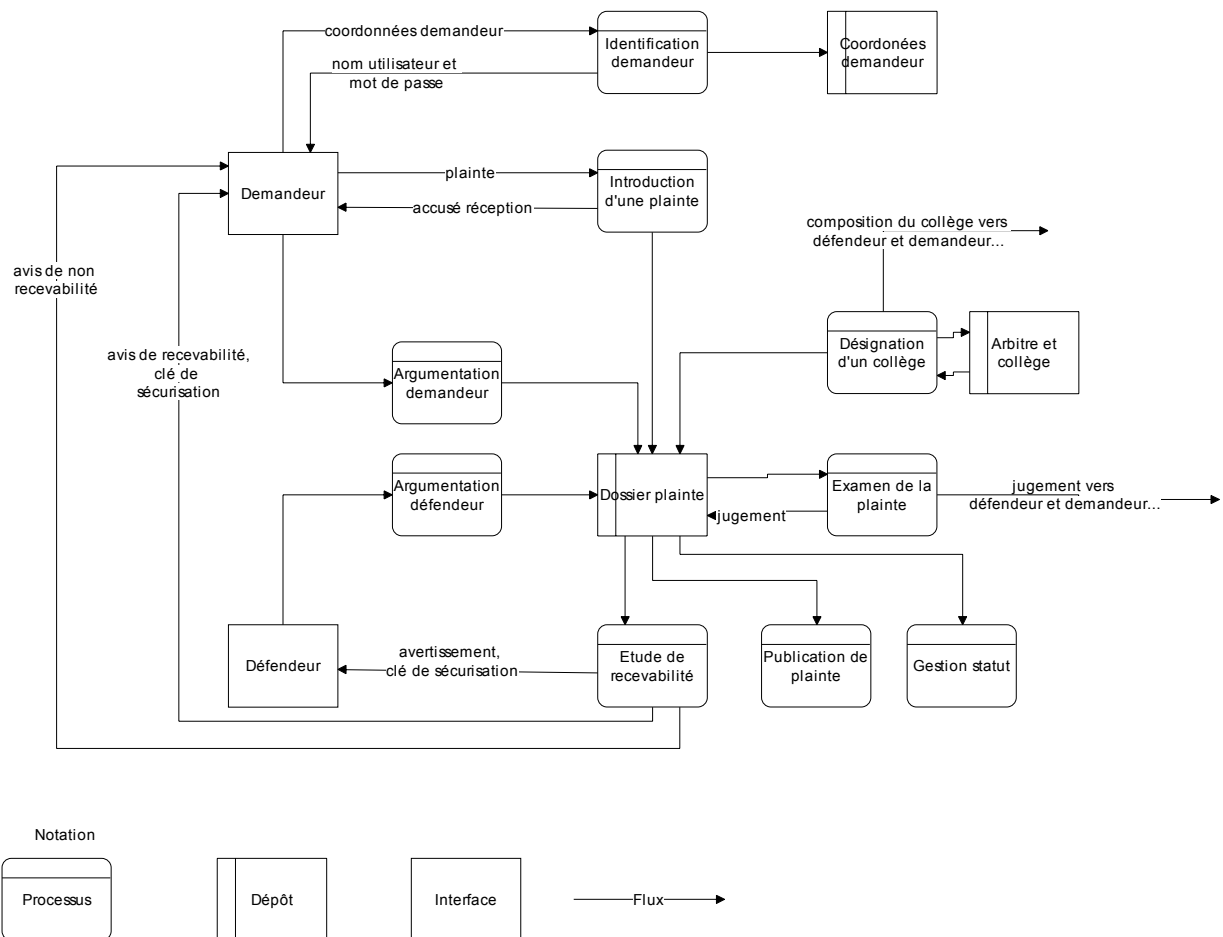 coordonnées demandeur
Identification
demandeur
Coordonées
demandeur
nom utilisateur et
mot de passe
Demandeur
plainte
accusé réception
Introduction
d'une plainte
composition du collège vers
défendeur et demandeur...
avis de non
recevabilité
avis de recevabilité,
clé de
sécurisation
Argumentation
demandeur
Désignation
d'un collège
Arbitre et
collège
Argumentation
défendeur
Dossier plainte
jugement
Examen de la
plainte
jugement vers
défendeur et demandeur...
Défendeur
avertissement,
clé de sécurisation
Etude de
recevabilité
Publication de
plainte
Gestion statut
Notation
Processus
Dépôt
Interface
Flux